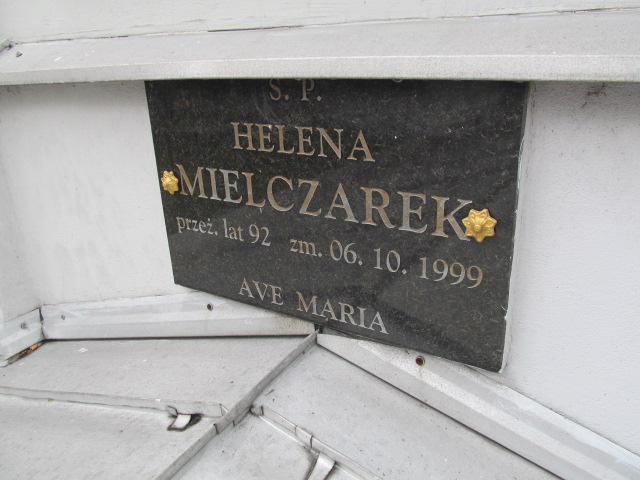 S. P.
HELENA
MIELCZAREK
przeż. lat 92 zm. 06. 10. 1999
AVE MARIA